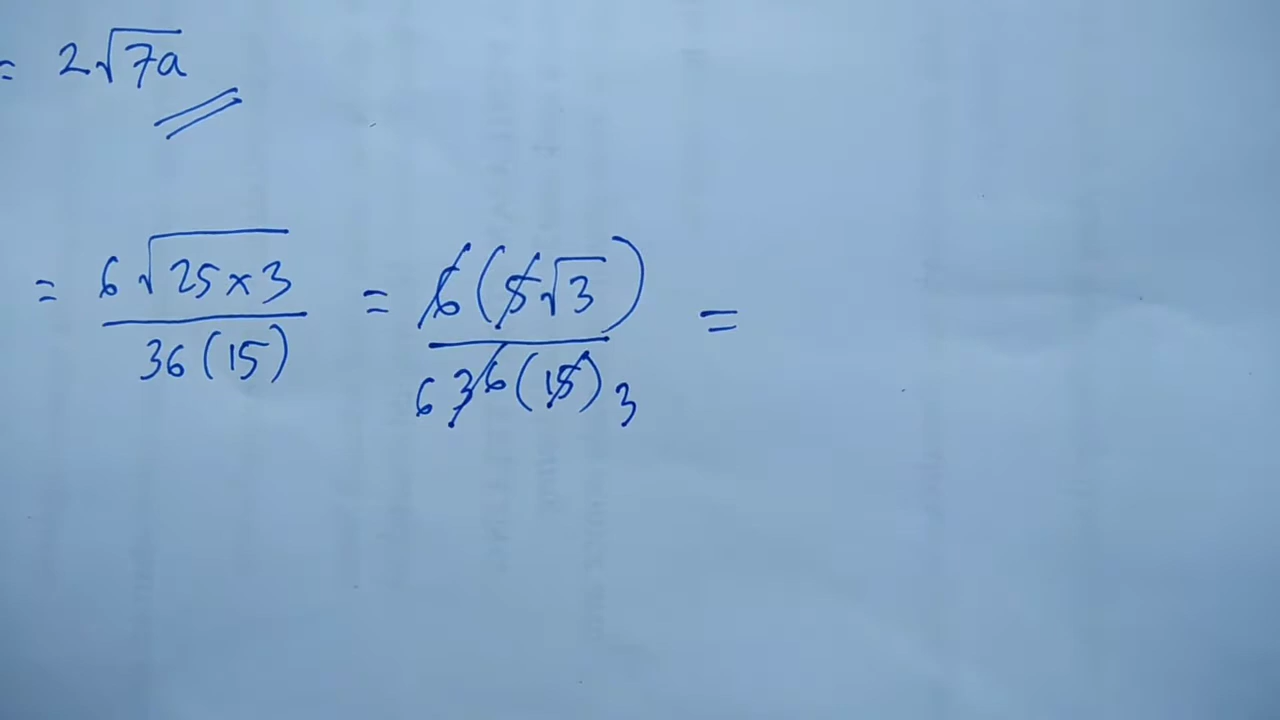 = 2√7a
= 6√25×3 / 36(15) = 6(5√3) / 6 36(15) 3 =